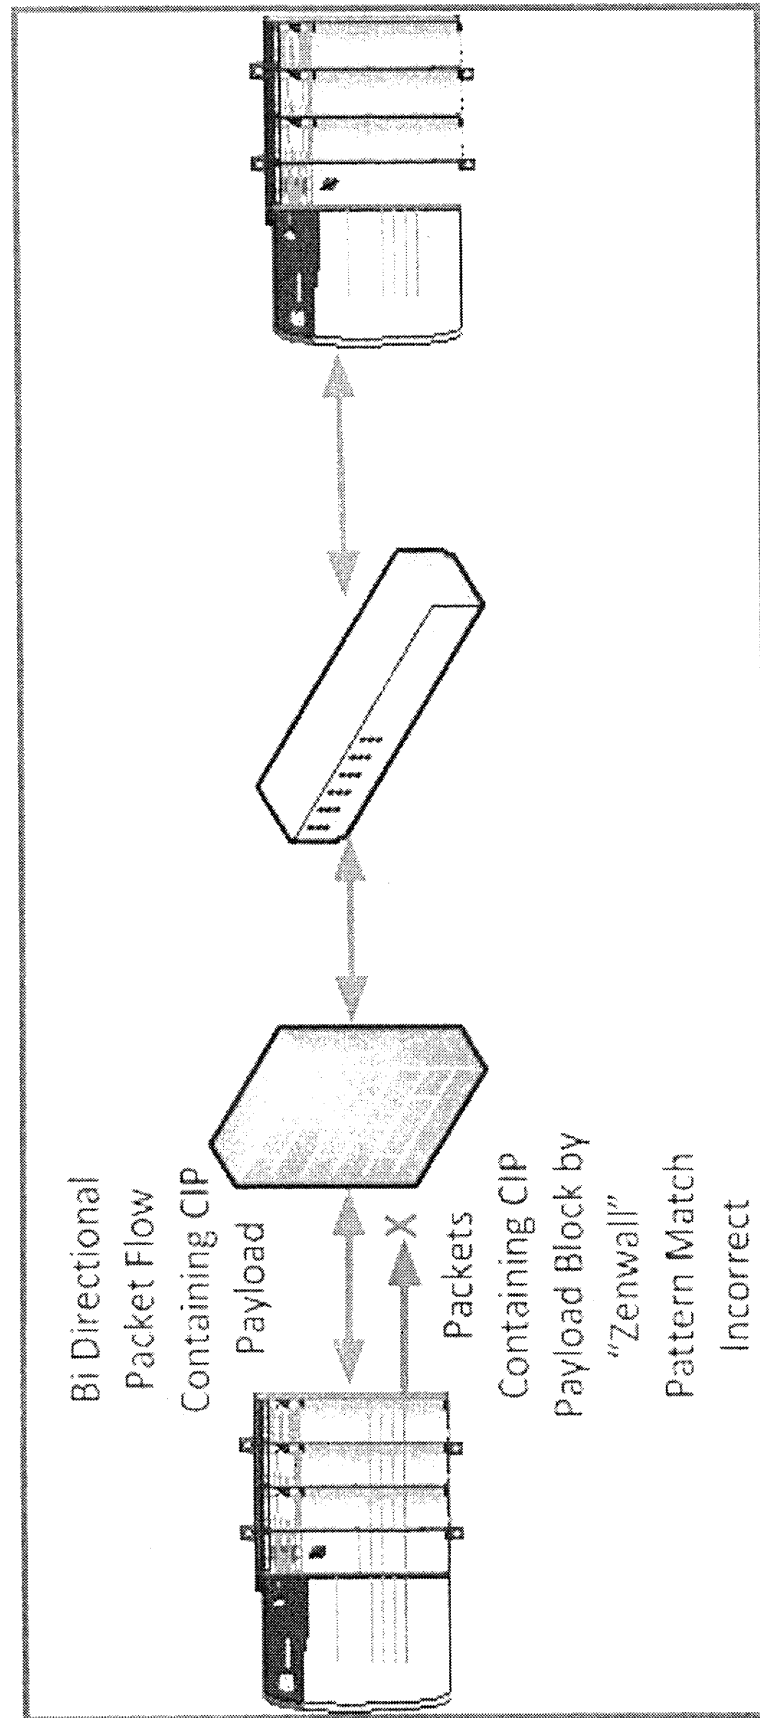 Bi Directional
Packet Flow
Containing CIP
Payload
X
Packets
Containing CIP
Payload Block by
"Zenwall"
Pattern Match
Incorrect